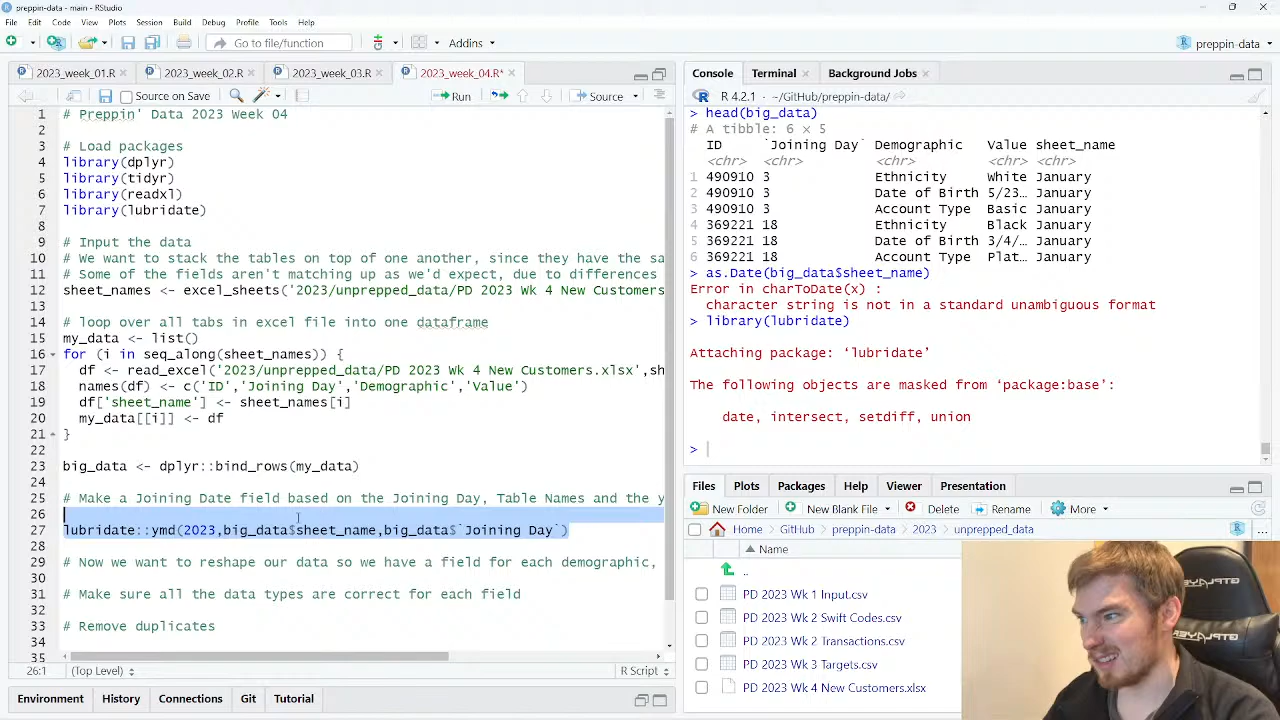 preppin-data - main - RStudio
File Edit Code View Plots Session Build Debug Profile Tools Help
Go to file/function Addins preppin-data
2023_week_01.R 2023_week_02.R 2023_week_03.R 2023_week_04.R*
Source on Save Run Source
1 # Preppin' Data 2023 Week 04
2
3 # Load packages
4 library(dplyr)
5 library(tidyr)
6 library(readxl)
7 library(lubridate)
8
9 # Input the data
10 # We want to stack the tables on top of one another, since they have the sa
11 # Some of the fields aren't matching up as we'd expect, due to differences
12 sheet_names <- excel_sheets('2023/unprepped_data/PD 2023 Wk 4 New Customers
13
14 # loop over all tabs in excel file into one dataframe
15 my_data <- list()
16 for (i in seq_along(sheet_names)) {
17 df <- read_excel('2023/unprepped_data/PD 2023 Wk 4 New Customers.xlsx',sh
18 names(df) <- c('ID','Joining Day','Demographic','Value')
19 df['sheet_name'] <- sheet_names[i]
20 my_data[[i]] <- df
21 }
22
23 big_data <- dplyr::bind_rows(my_data)
24
25 # Make a Joining Date field based on the Joining Day, Table Names and the y
26
27 lubridate::ymd(2023,big_data$sheet_name,big_data$`Joining Day`)
28
29 # Now we want to reshape our data so we have a field for each demographic,
30
31 # Make sure all the data types are correct for each field
32
33 # Remove duplicates
34
35
26:1 (Top Level) R Script
Environment History Connections Git Tutorial
Console Terminal Background Jobs
R 4.2.1 · ~/GitHub/preppin-data/
> head(big_data)
# A tibble: 6 × 5
ID `Joining Day` Demographic Value sheet_name
<chr> <chr> <chr> <chr> <chr>
1 490910 3 Ethnicity White January
2 490910 3 Date of Birth 5/23… January
3 490910 3 Account Type Basic January
4 369221 18 Ethnicity Black January
5 369221 18 Date of Birth 3/4/… January
6 369221 18 Account Type Plat… January
> as.Date(big_data$sheet_name)
Error in charToDate(x) :
character string is not in a standard unambiguous format
> library(lubridate)
Attaching package: ‘lubridate’
The following objects are masked from ‘package:base’:
date, intersect, setdiff, union
>
Files Plots Packages Help Viewer Presentation
New Folder New Blank File Delete Rename More
Home GitHub preppin-data 2023 unprepped_data
Name
..
PD 2023 Wk 1 Input.csv
PD 2023 Wk 2 Swift Codes.csv
PD 2023 Wk 2 Transactions.csv
PD 2023 Wk 3 Targets.csv
PD 2023 Wk 4 New Customers.xlsx
GTPLAYER